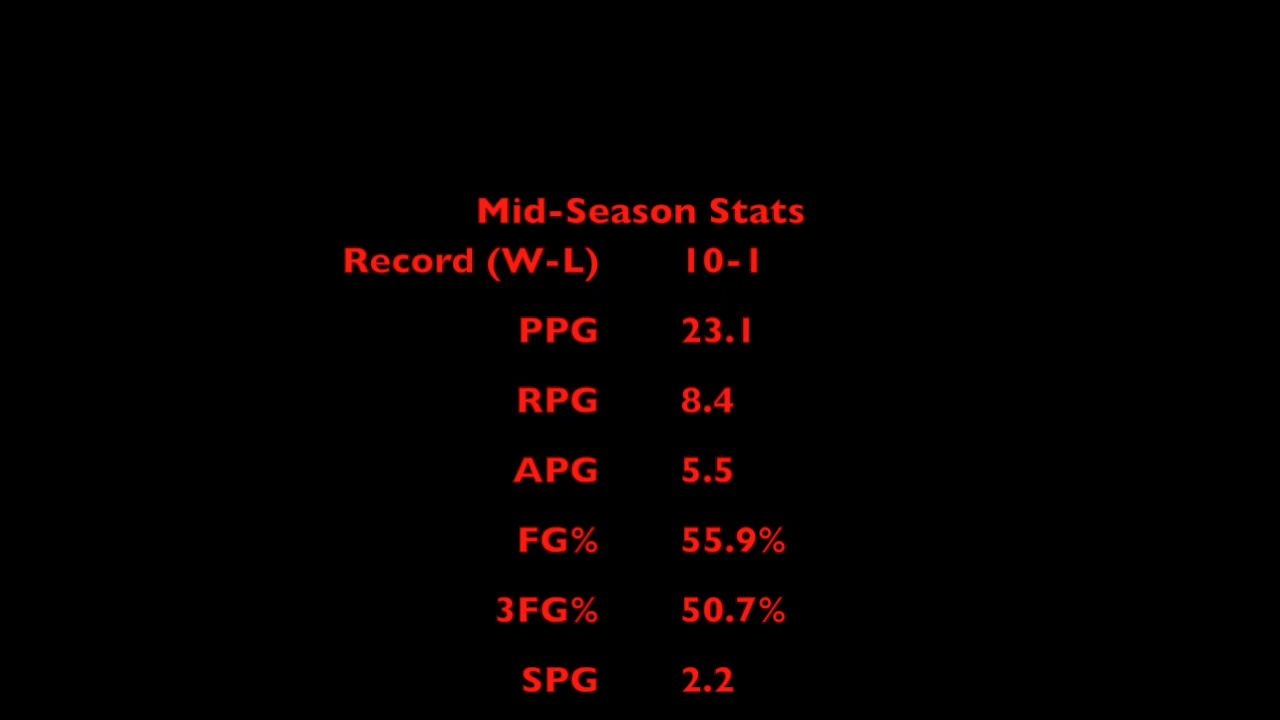 Mid-Season Stats
Record (W-L) 10-1
PPG 23.1
RPG 8.4
APG 5.5
FG% 55.9%
3FG% 50.7%
SPG 2.2